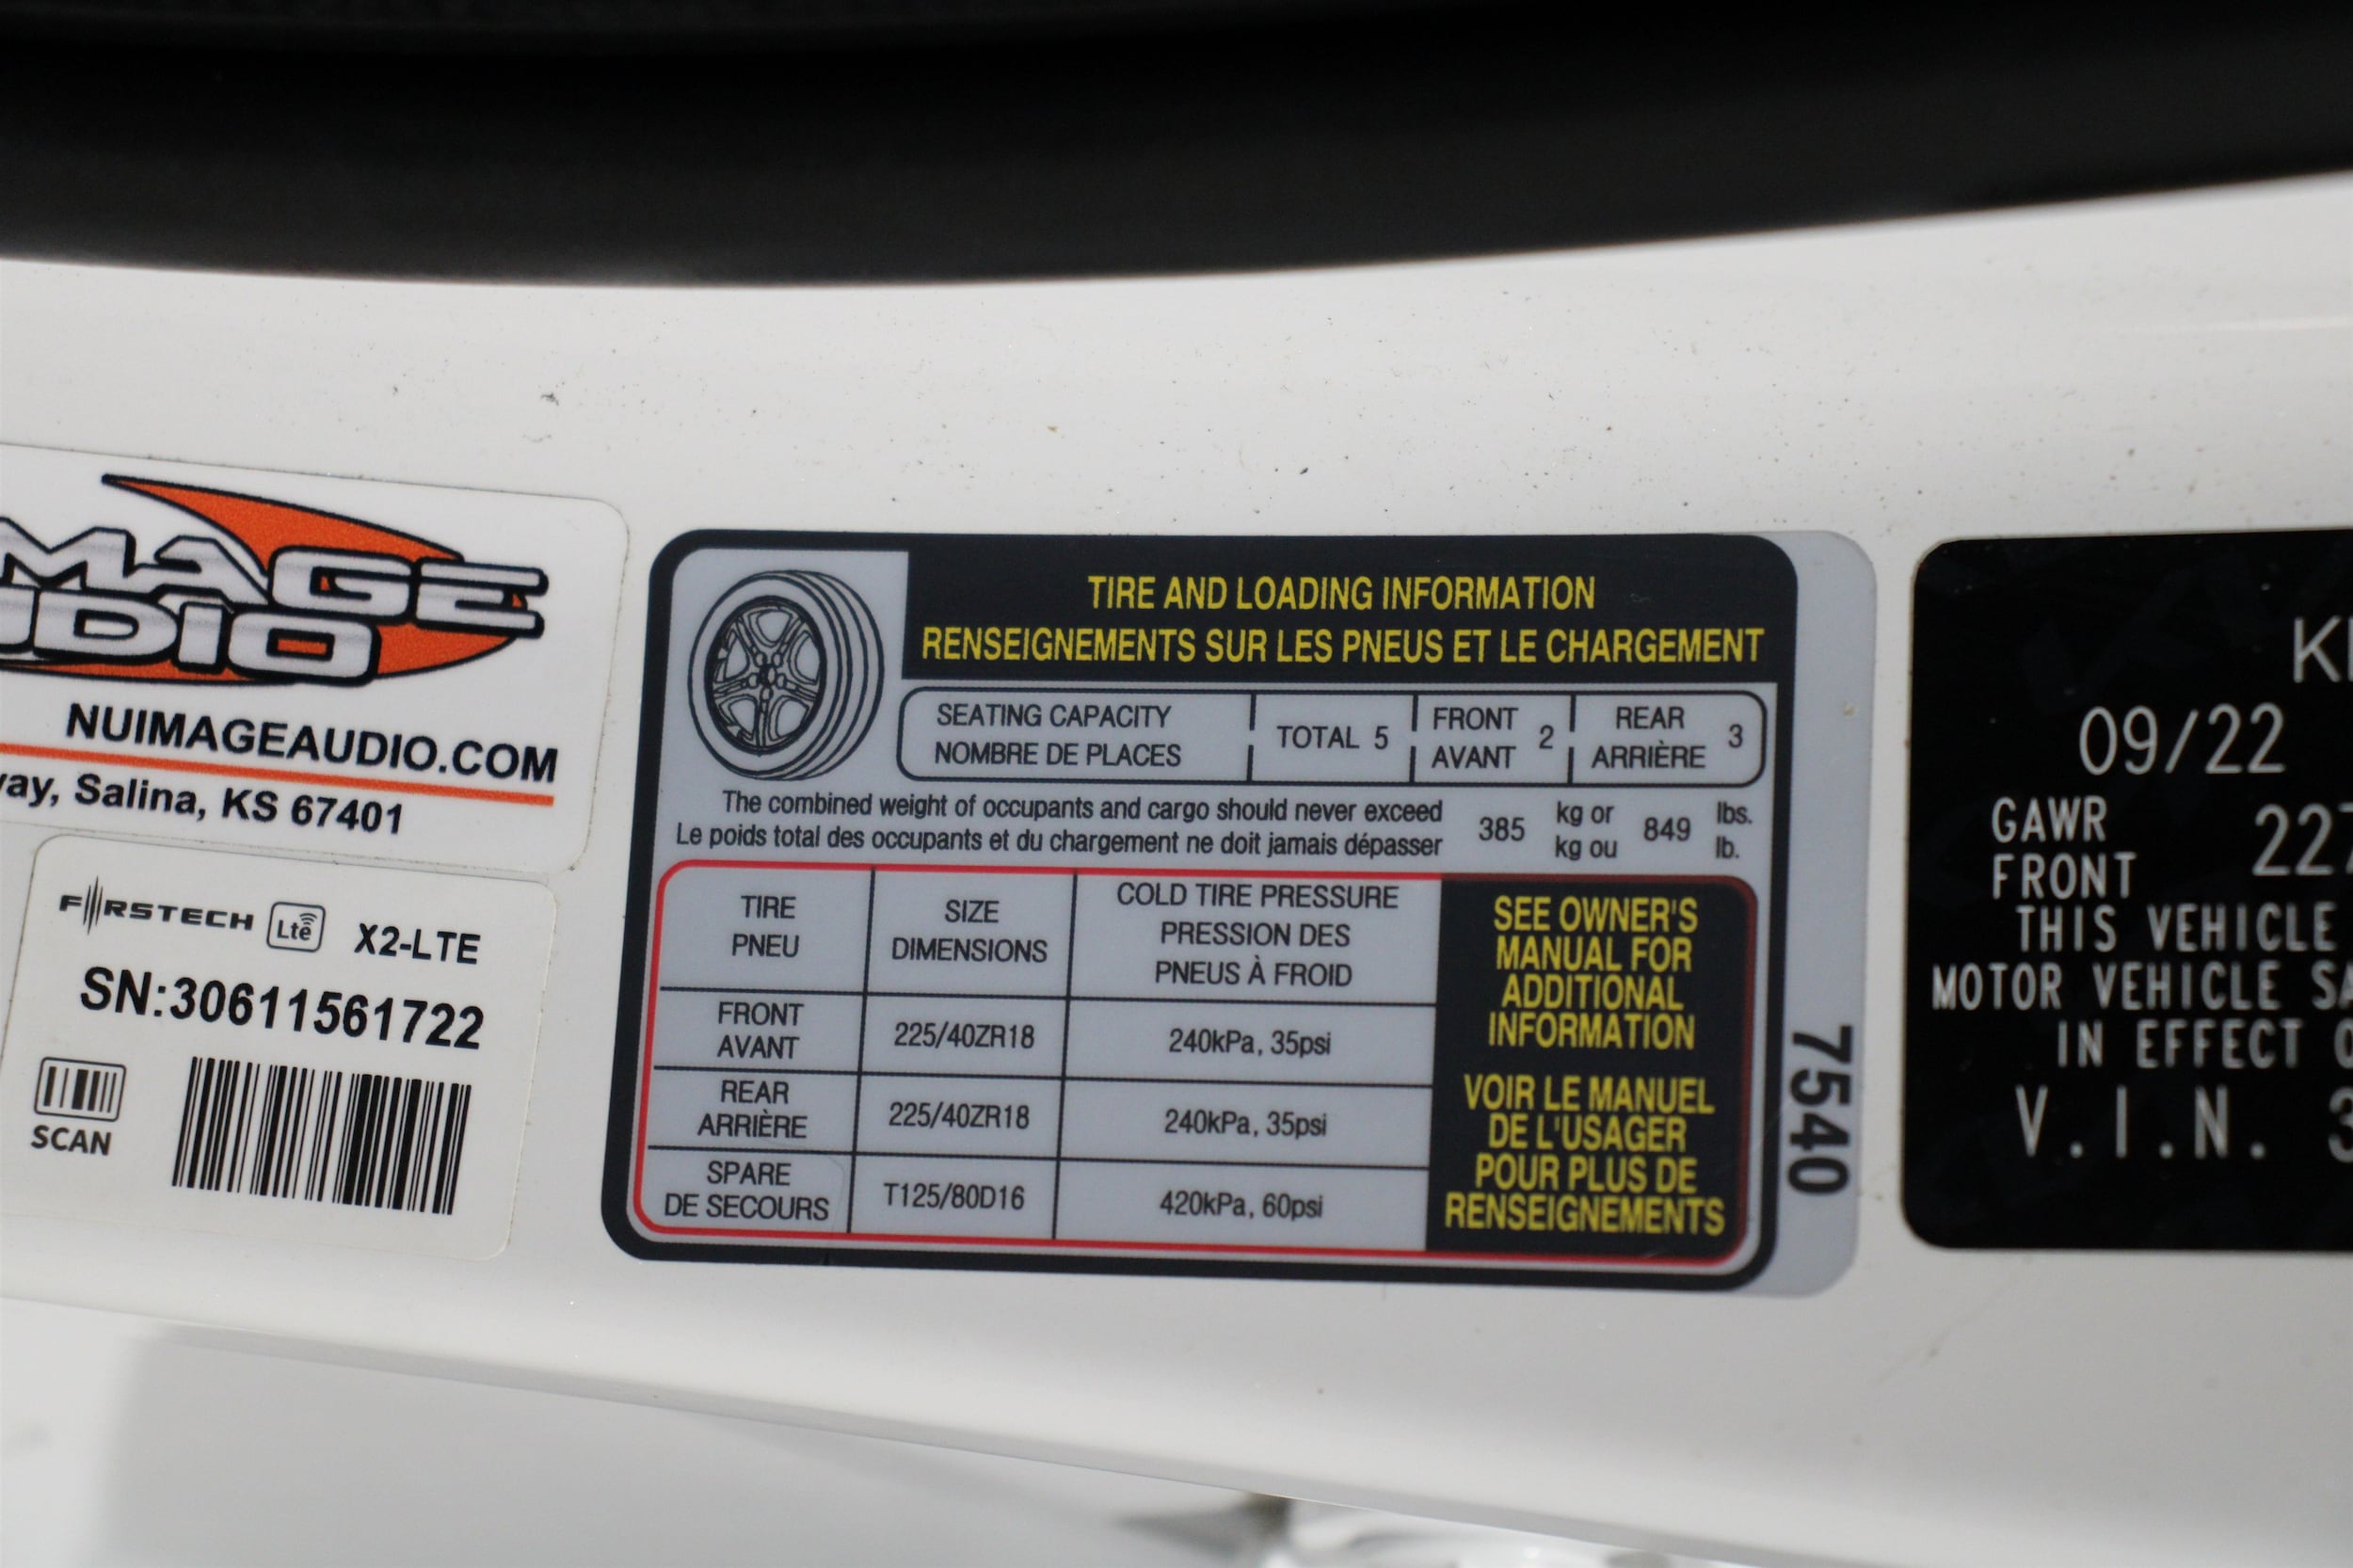 MAGE
UDIO
NUIMAGEAUDIO.COM
way, Salina, KS 67401
FIRSTECH Lte X2-LTE
SN:30611561722
SCAN
TIRE AND LOADING INFORMATION
RENSEIGNEMENTS SUR LES PNEUS ET LE CHARGEMENT
SEATING CAPACITY
NOMBRE DE PLACES
TOTAL 5
FRONT
AVANT 2
REAR
ARRIÈRE 3
The combined weight of occupants and cargo should never exceed
Le poids total des occupants et du chargement ne doit jamais dépasser
385
kg or
kg ou
849
lbs.
lb.
TIRE
PNEU
SIZE
DIMENSIONS
COLD TIRE PRESSURE
PRESSION DES
PNEUS À FROID
FRONT
AVANT
225/40ZR18
240kPa, 35psi
REAR
ARRIÈRE
225/40ZR18
240kPa, 35psi
SPARE
DE SECOURS
T125/80D16
420kPa, 60psi
SEE OWNER'S
MANUAL FOR
ADDITIONAL
INFORMATION
VOIR LE MANUEL
DE L'USAGER
POUR PLUS DE
RENSEIGNEMENTS
7540
09/22
GAWR
FRONT
227
THIS VEHICLE
MOTOR VEHICLE SA
IN EFFECT
V.I.N. 3